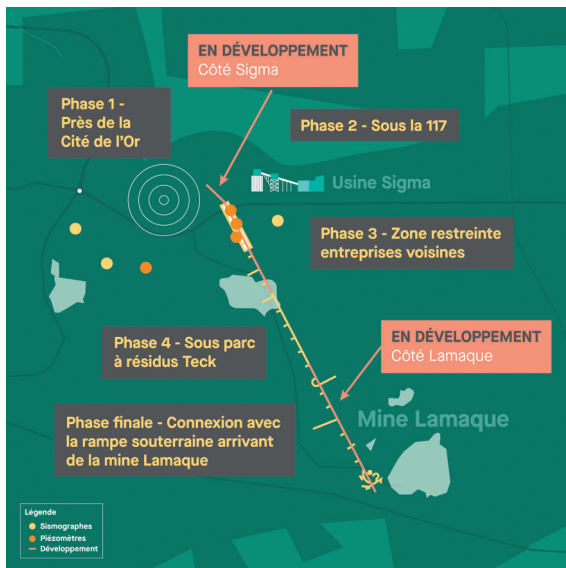 EN DÉVELOPPEMENT
Côté Sigma
Phase 1 -
Près de la
Cité de l'Or
Phase 2 - Sous la 117
Usine Sigma
Phase 3 - Zone restreinte
entreprises voisines
EN DÉVELOPPEMENT
Côté Lamaque
Phase 4 - Sous parc
à résidus Teck
Phase finale - Connexion avec
la rampe souterraine arrivant
de la mine Lamaque
Mine Lamaque
Légende
Sismographes
Piézomètres
Développement